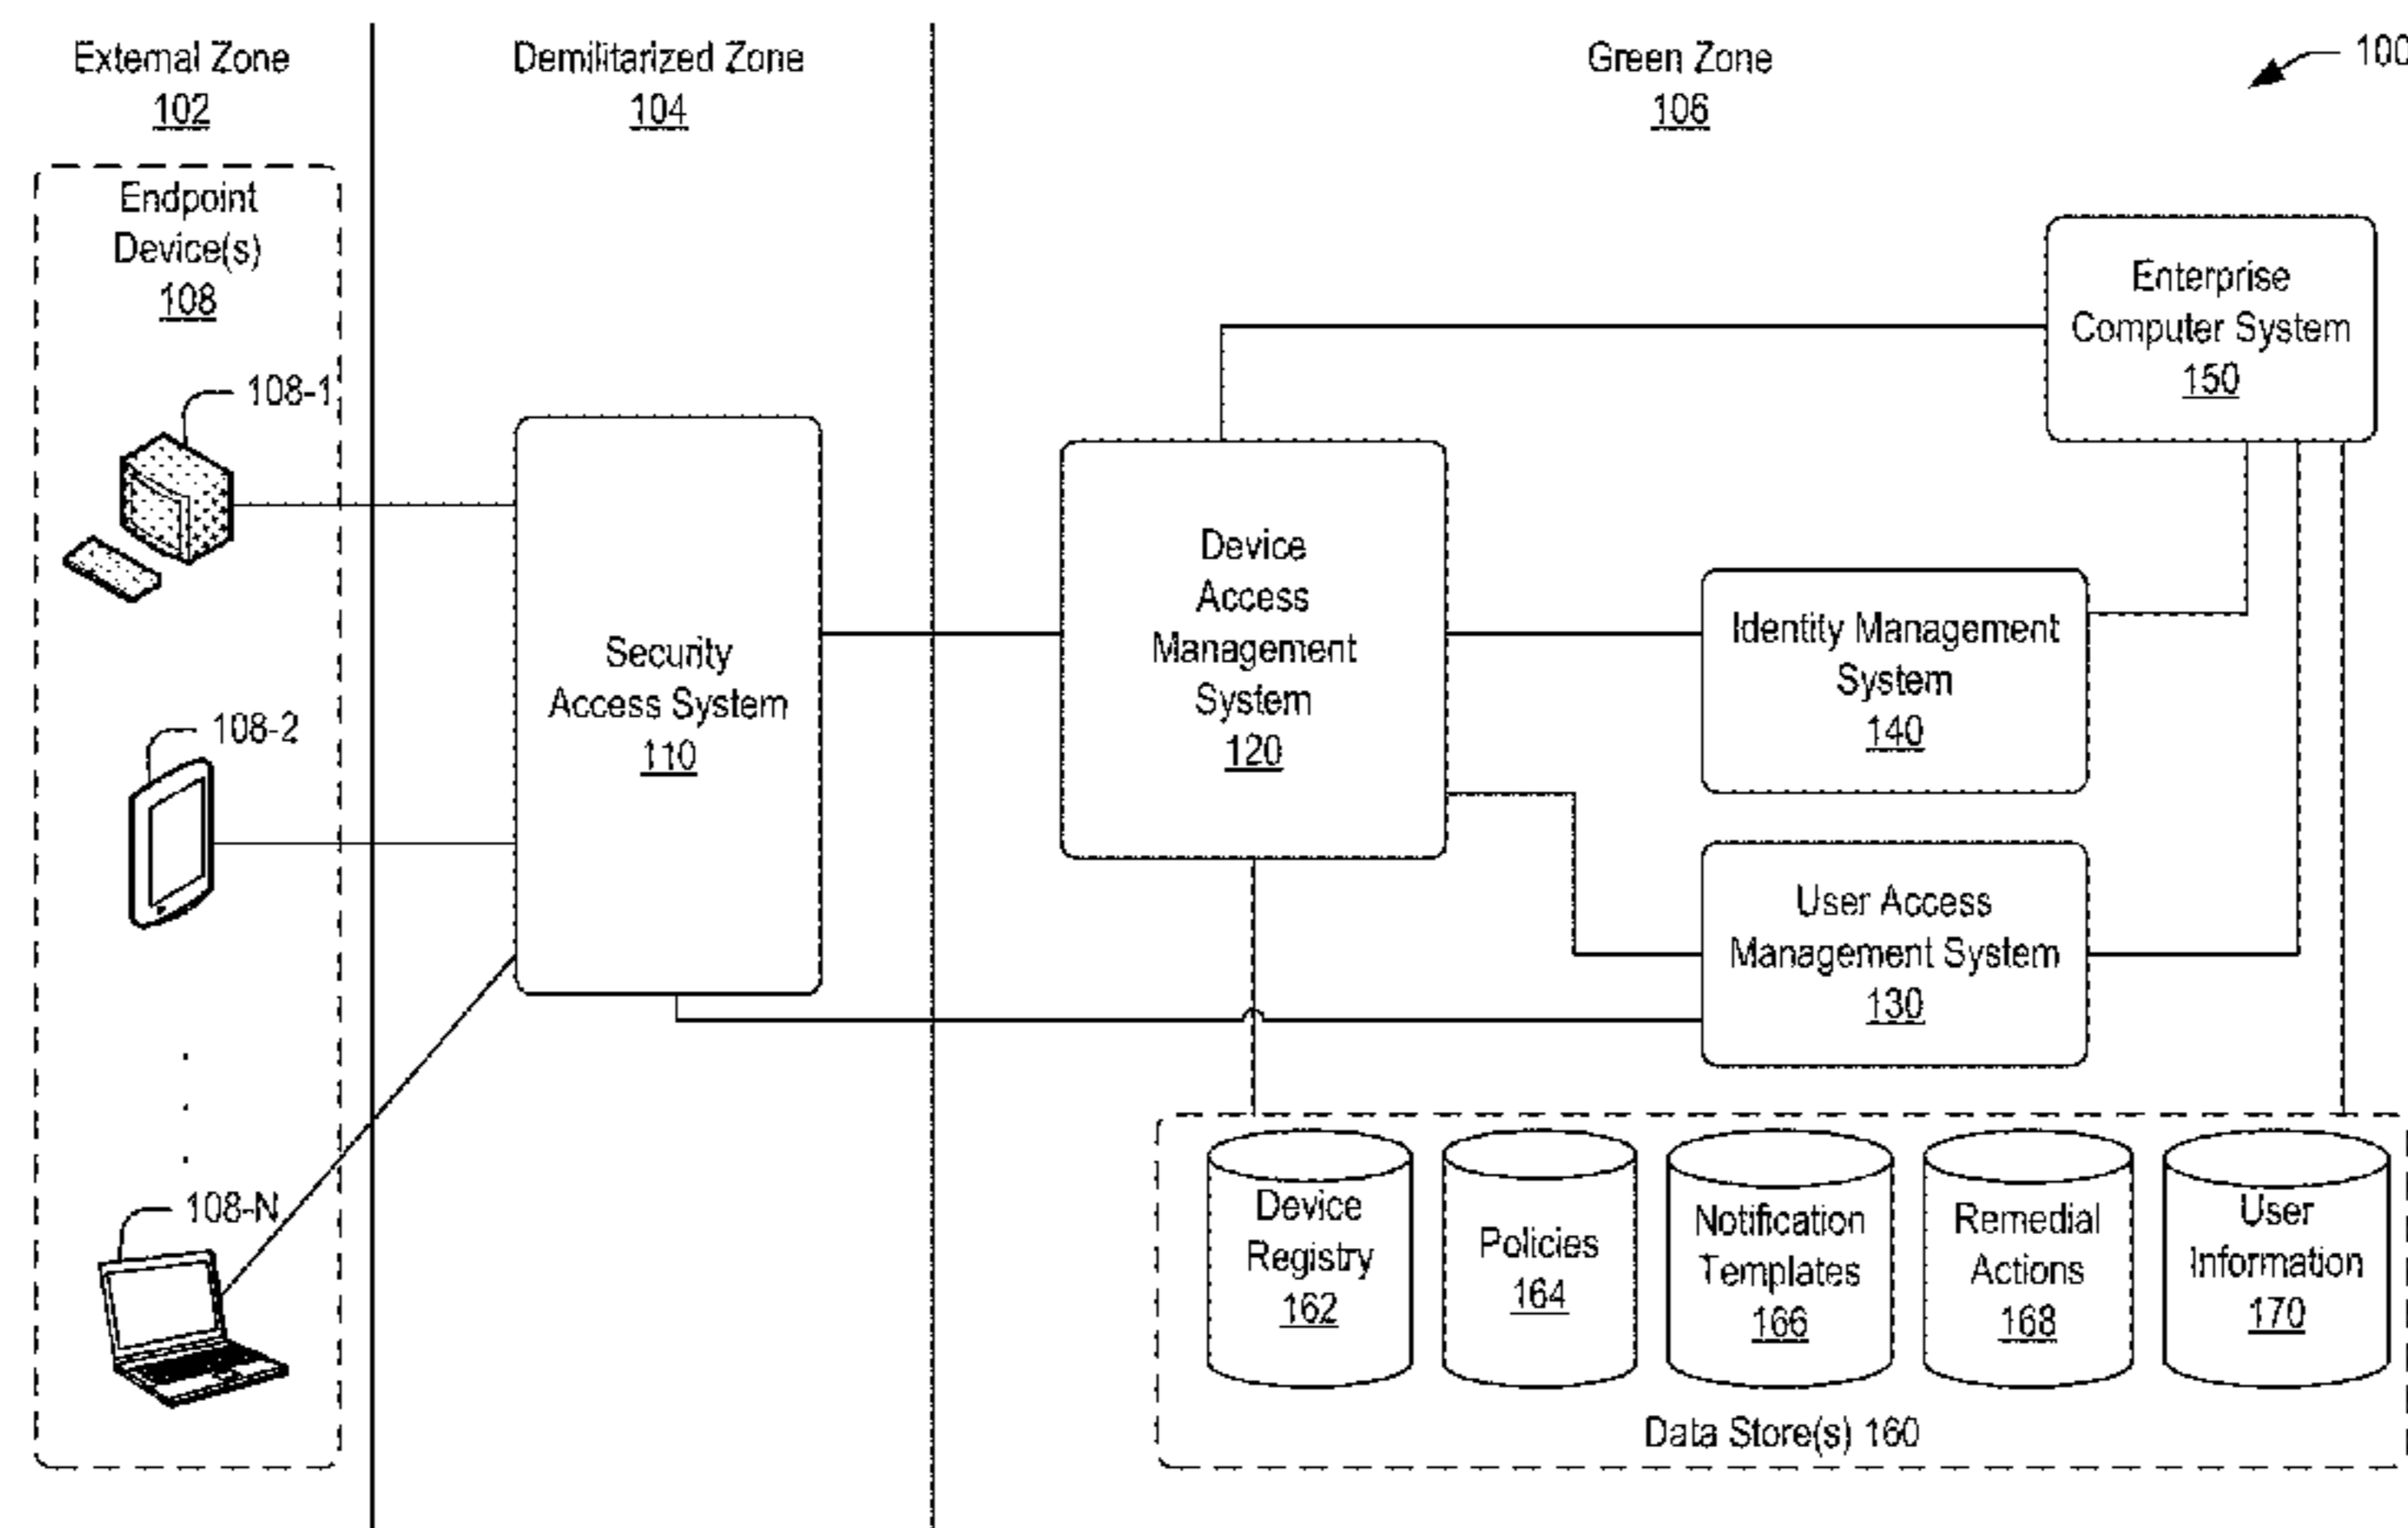 External Zone
102
Demilitarized Zone
104
Green Zone
106
100
Endpoint
Device(s)
108
108-1
108-2
108-N
Security
Access System
110
Device
Access
Management
System
120
Enterprise
Computer System
150
Identity Management
System
140
User Access
Management System
130
Device
Registry
162
Policies
164
Notification
Templates
166
Remedial
Actions
168
User
Information
170
Data Store(s) 160